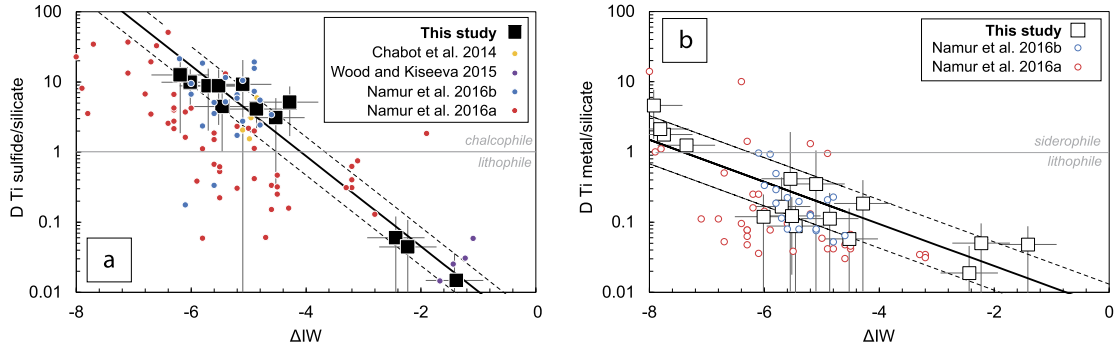 100
10
1
0.1
0.01
D Ti sulfide/silicate
This study
Chabot et al. 2014
Wood and Kiseeva 2015
Namur et al. 2016b
Namur et al. 2016a
chalcophile
lithophile
a
-8 -6 -4 -2 0
ΔIW
100
10
1
0.1
0.01
D Ti metal/silicate
b
This study
Namur et al. 2016b
Namur et al. 2016a
siderophile
lithophile
-8 -6 -4 -2 0
ΔIW